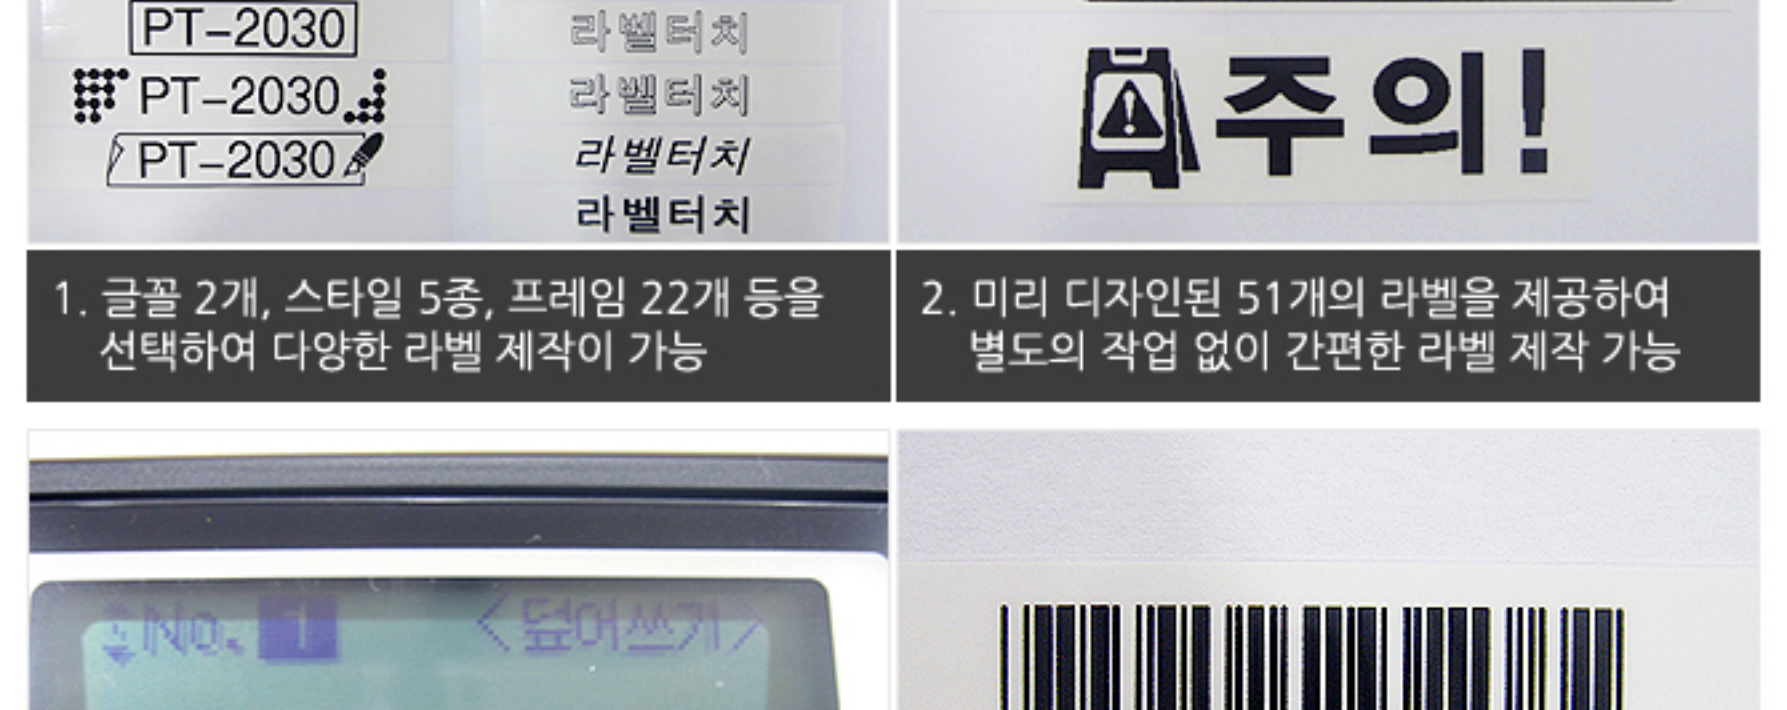 PT-2030
PT-2030
PT-2030
라벨터치
라벨터치
라벨터치
라벨터치
주의!
1. 글꼴 2개, 스타일 5종, 프레임 22개 등을
선택하여 다양한 라벨 제작이 가능
2. 미리 디자인된 51개의 라벨을 제공하여
별도의 작업 없이 간편한 라벨 제작 가능
No. 1 <덮어쓰기>